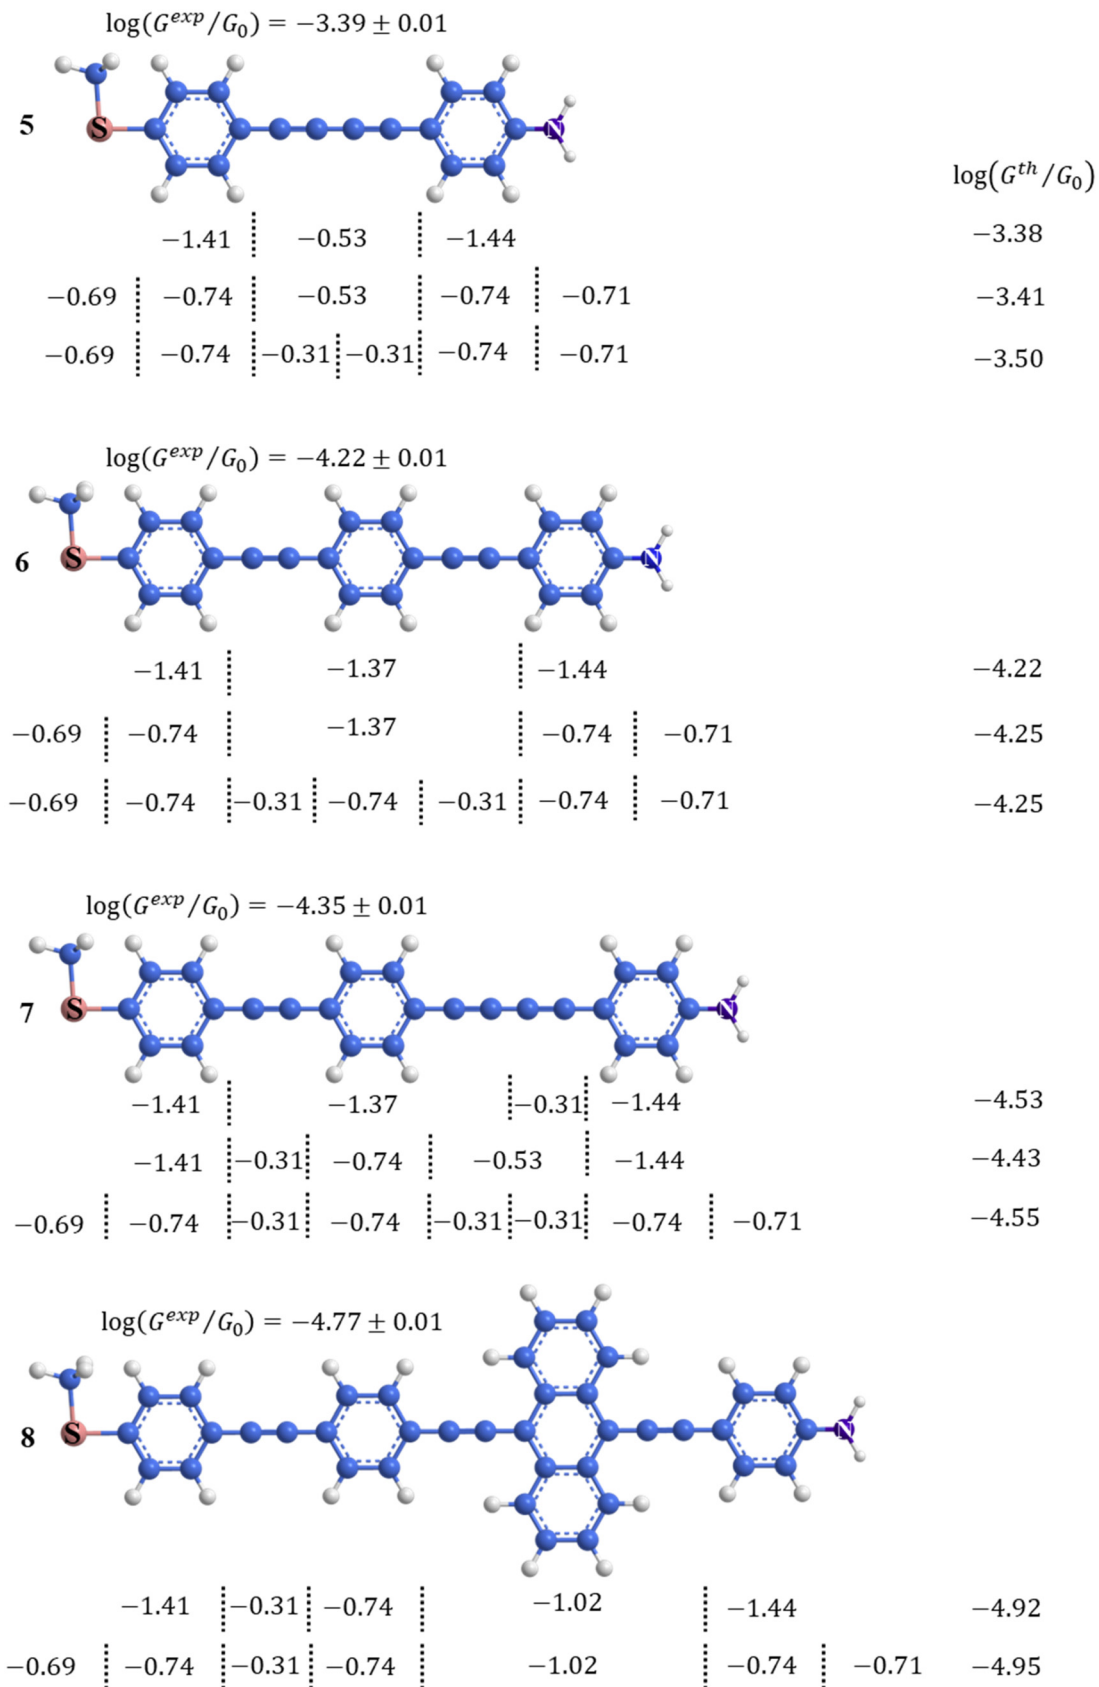 log(G^exp/G₀) = −3.39 ± 0.01
5 S N
log(G^th/G₀)
−1.41 −0.53 −1.44 −3.38
−0.69 −0.74 −0.53 −0.74 −0.71 −3.41
−0.69 −0.74 −0.31 −0.31 −0.74 −0.71 −3.50
log(G^exp/G₀) = −4.22 ± 0.01
6 S N
−1.41 −1.37 −1.44 −4.22
−0.69 −0.74 −1.37 −0.74 −0.71 −4.25
−0.69 −0.74 −0.31 −0.74 −0.31 −0.74 −0.71 −4.25
log(G^exp/G₀) = −4.35 ± 0.01
7 S N
−1.41 −1.37 −0.31 −1.44 −4.53
−1.41 −0.31 −0.74 −0.53 −1.44 −4.43
−0.69 −0.74 −0.31 −0.74 −0.31 −0.31 −0.74 −0.71 −4.55
log(G^exp/G₀) = −4.77 ± 0.01
8 S N
−1.41 −0.31 −0.74 −1.02 −1.44 −4.92
−0.69 −0.74 −0.31 −0.74 −1.02 −0.74 −0.71 −4.95